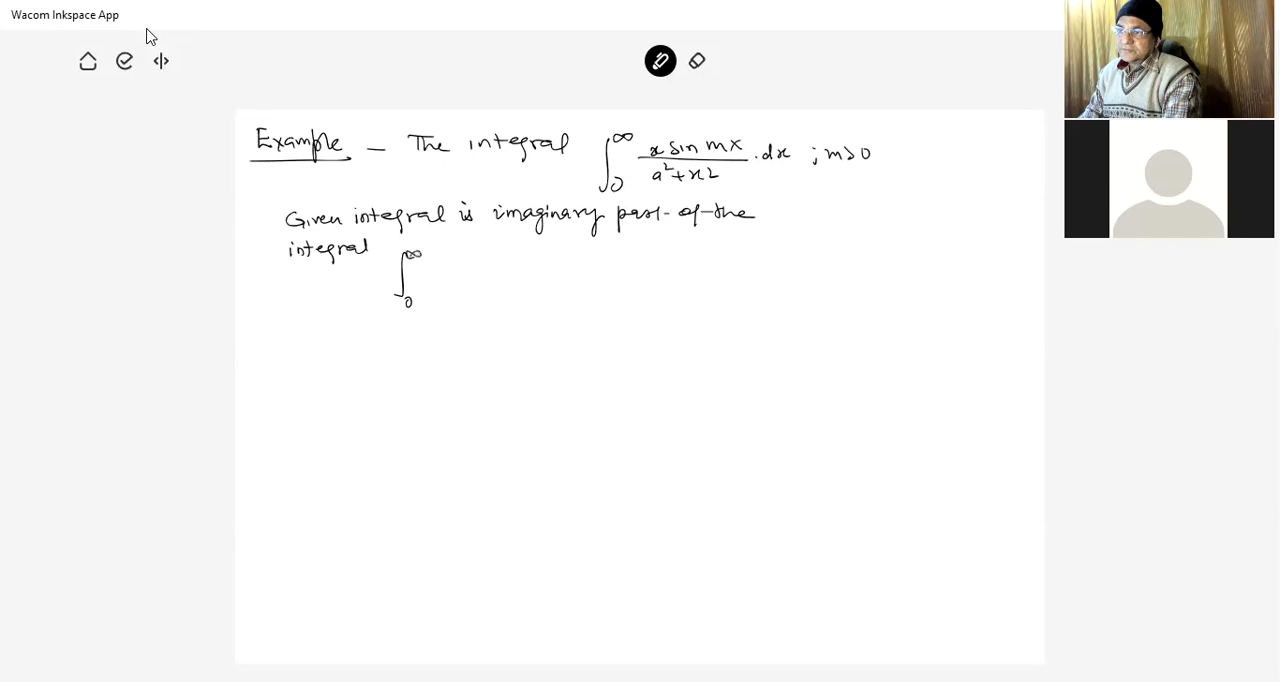 Wacom Inkspace App
Example – The integral ∫₀^∞ x sin mx / a²+x² . dx ; m>0
Given integral is imaginary part of the
integral ∫₀^∞